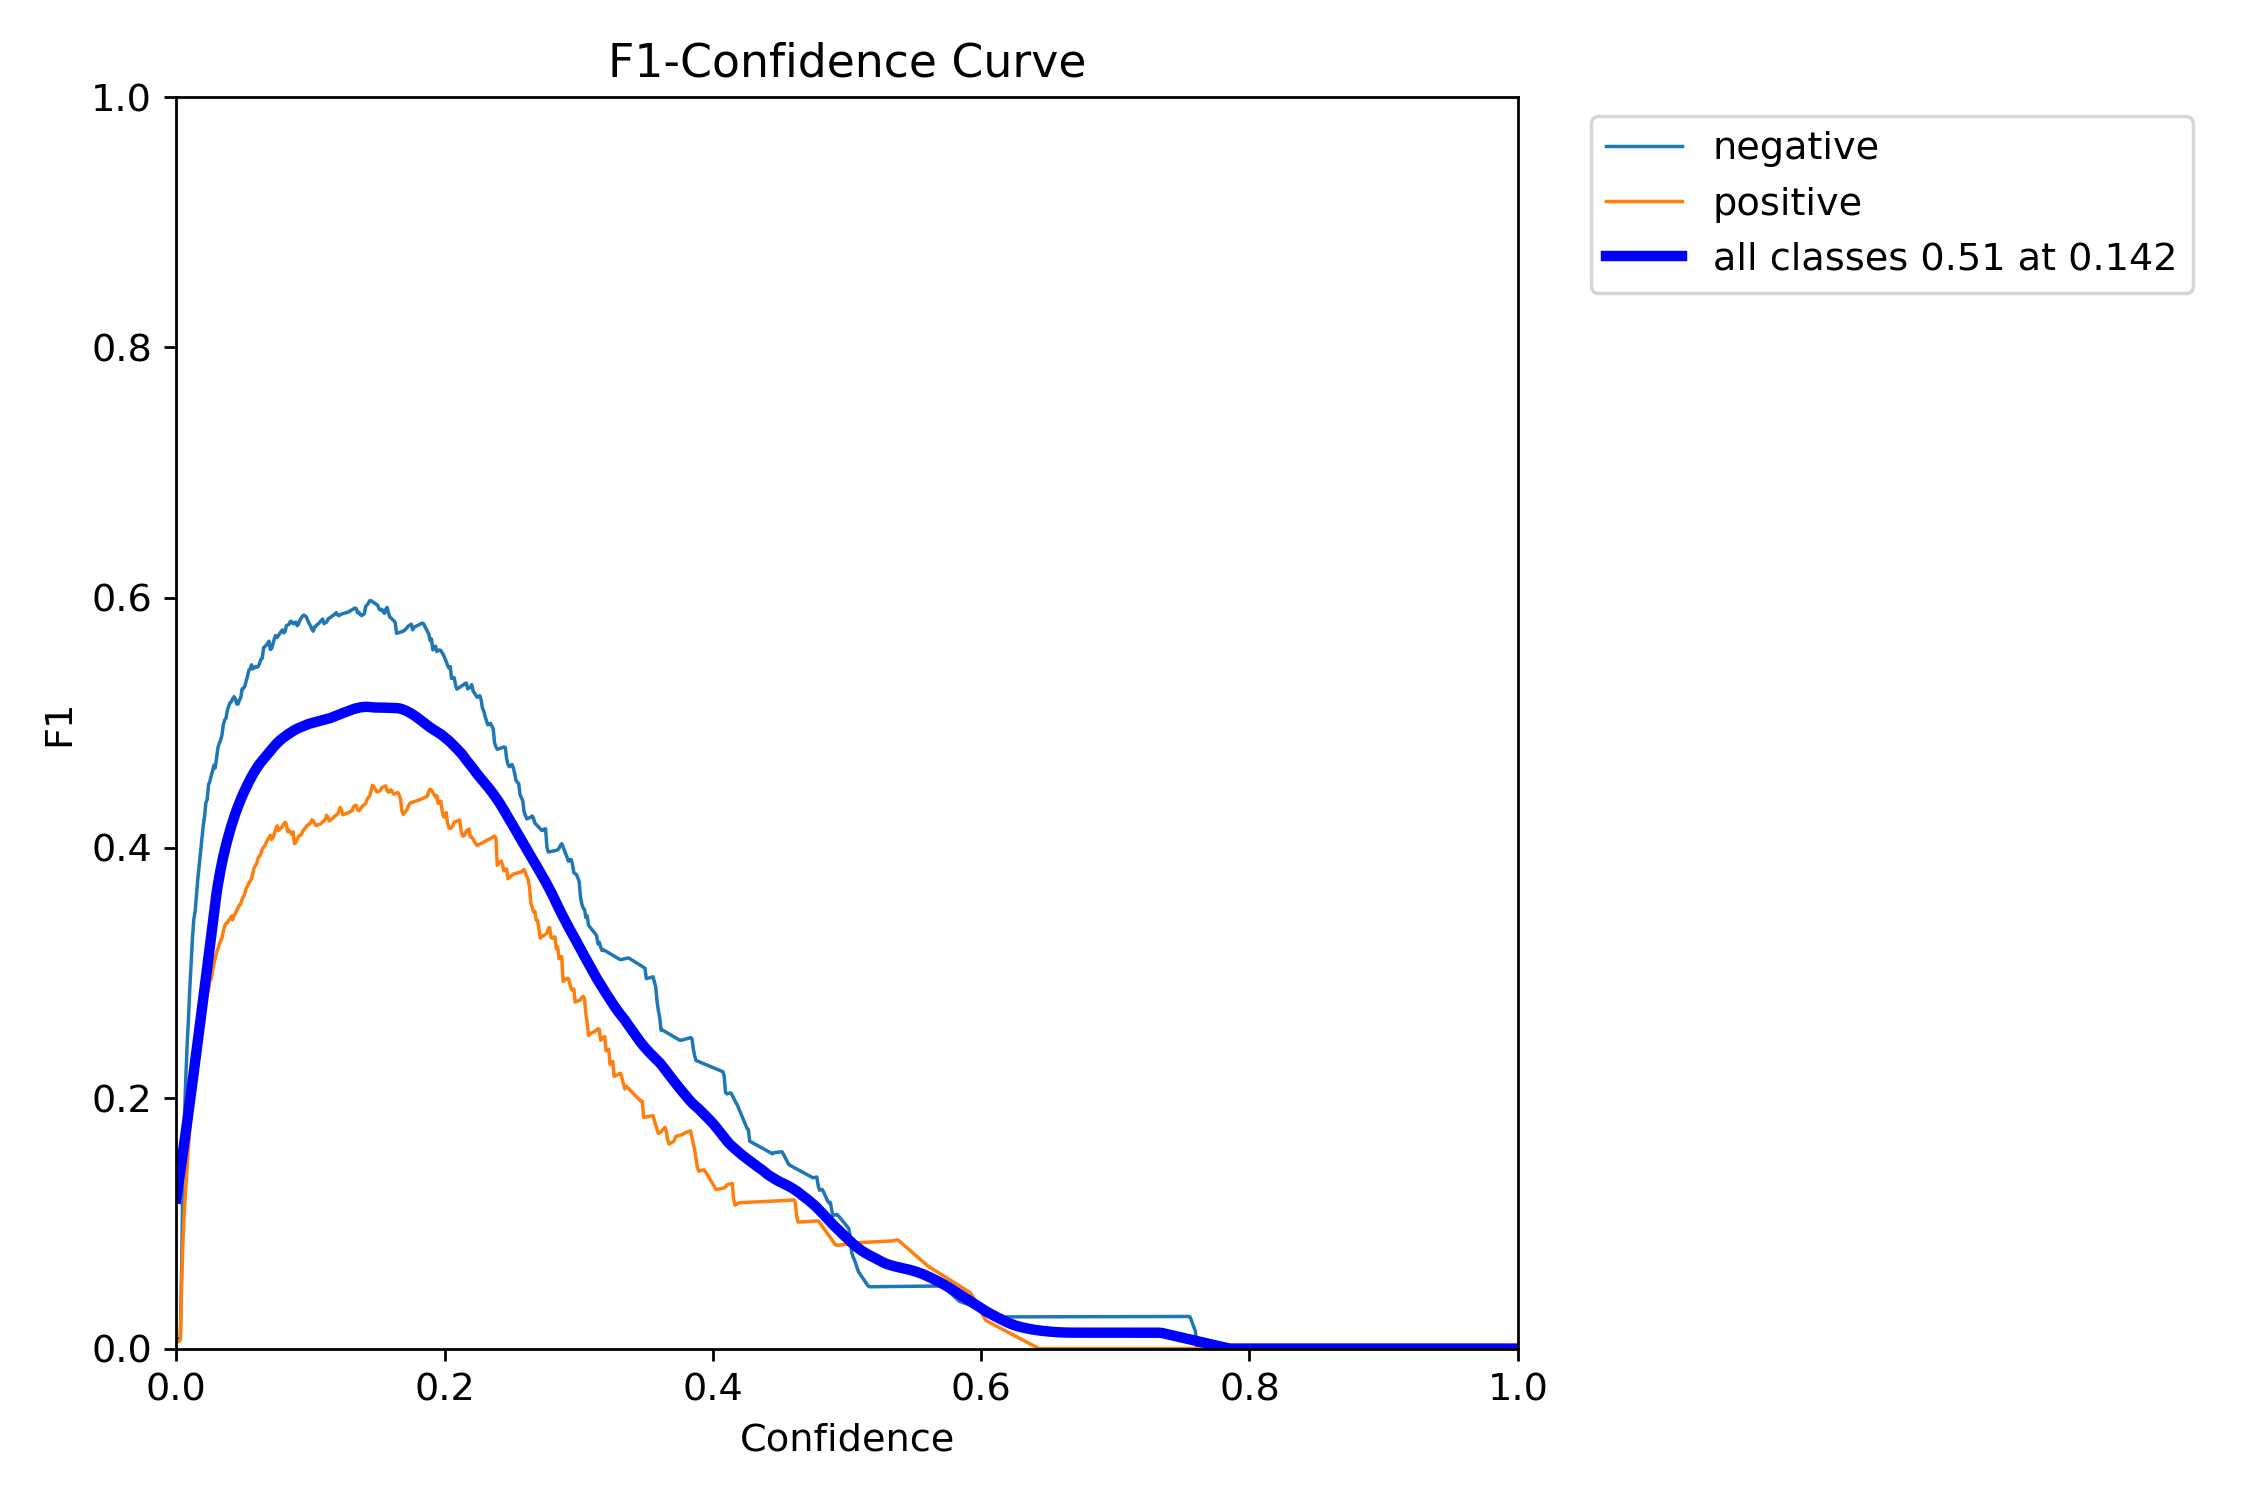 F1-Confidence Curve
negative
positive
all classes 0.51 at 0.142
1.0
0.8
0.6
0.4
0.2
0.0
F1
0.0 0.2 0.4 0.6 0.8 1.0
Confidence